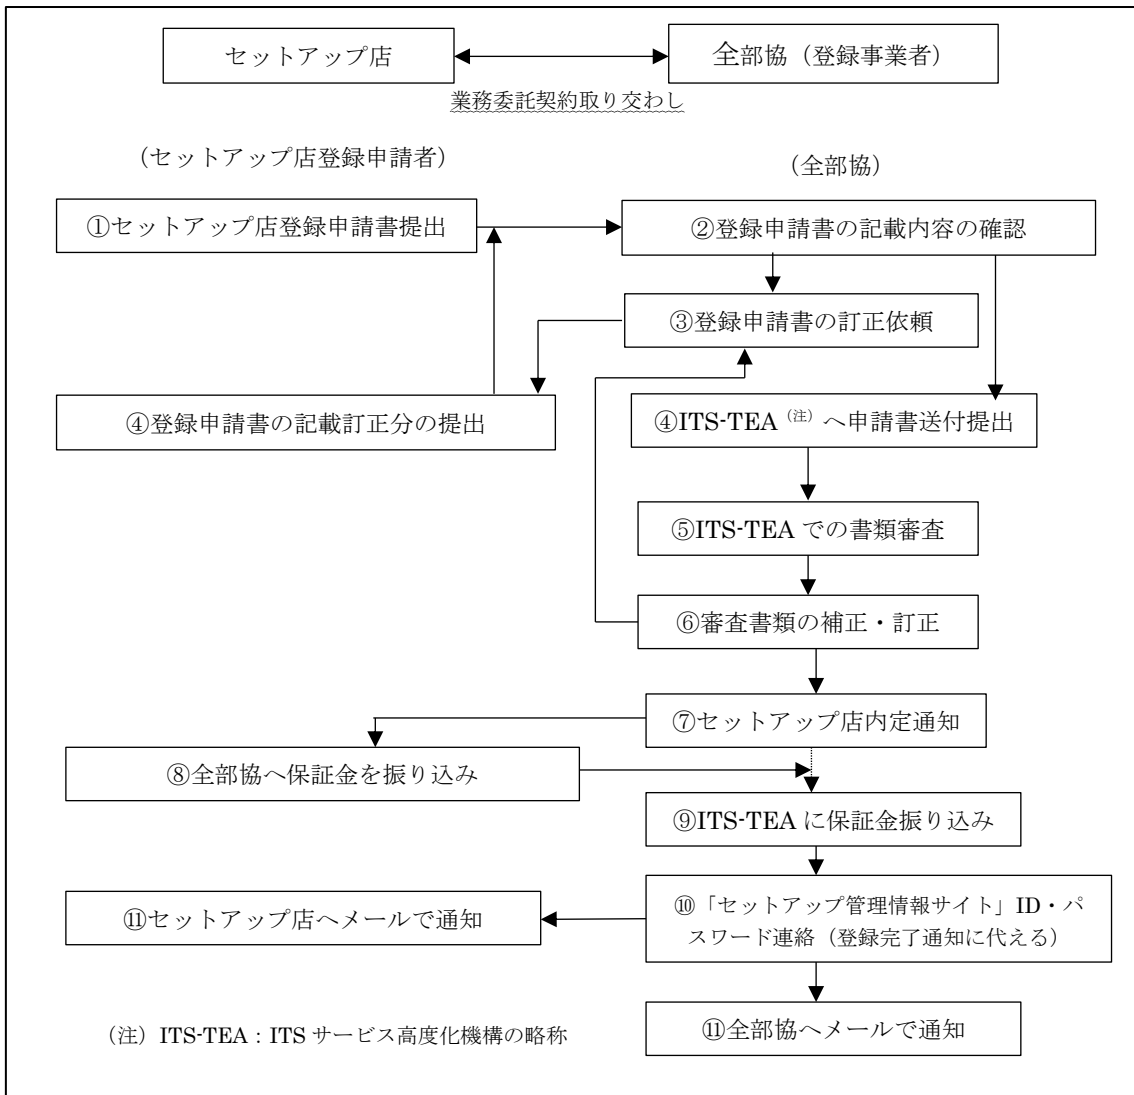 セットアップ店
全部協（登録事業者）
業務委託契約取り交わし
（セットアップ店登録申請者）
（全部協）
①セットアップ店登録申請書提出
②登録申請書の記載内容の確認
③登録申請書の訂正依頼
④登録申請書の記載訂正分の提出
④ITS-TEA（注）へ申請書送付提出
⑤ITS-TEA での書類審査
⑥審査書類の補正・訂正
⑦セットアップ店内定通知
⑧全部協へ保証金を振り込み
⑨ITS-TEA に保証金振り込み
⑪セットアップ店へメールで通知
⑩「セットアップ管理情報サイト」ID・パ
スワード連絡（登録完了通知に代える）
⑪全部協へメールで通知
（注）ITS-TEA：ITS サービス高度化機構の略称